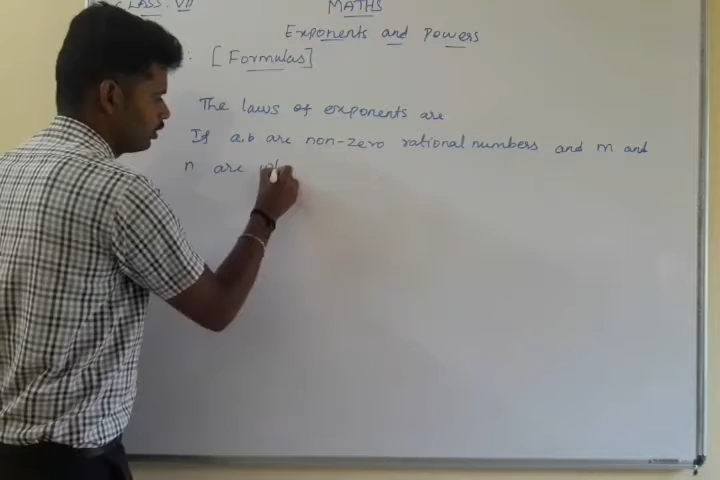 CLASS: VII
MATHS
Exponents and Powers
: [Formulas]
The laws of exponents are
If a,b are non-zero rational numbers and m and
n are